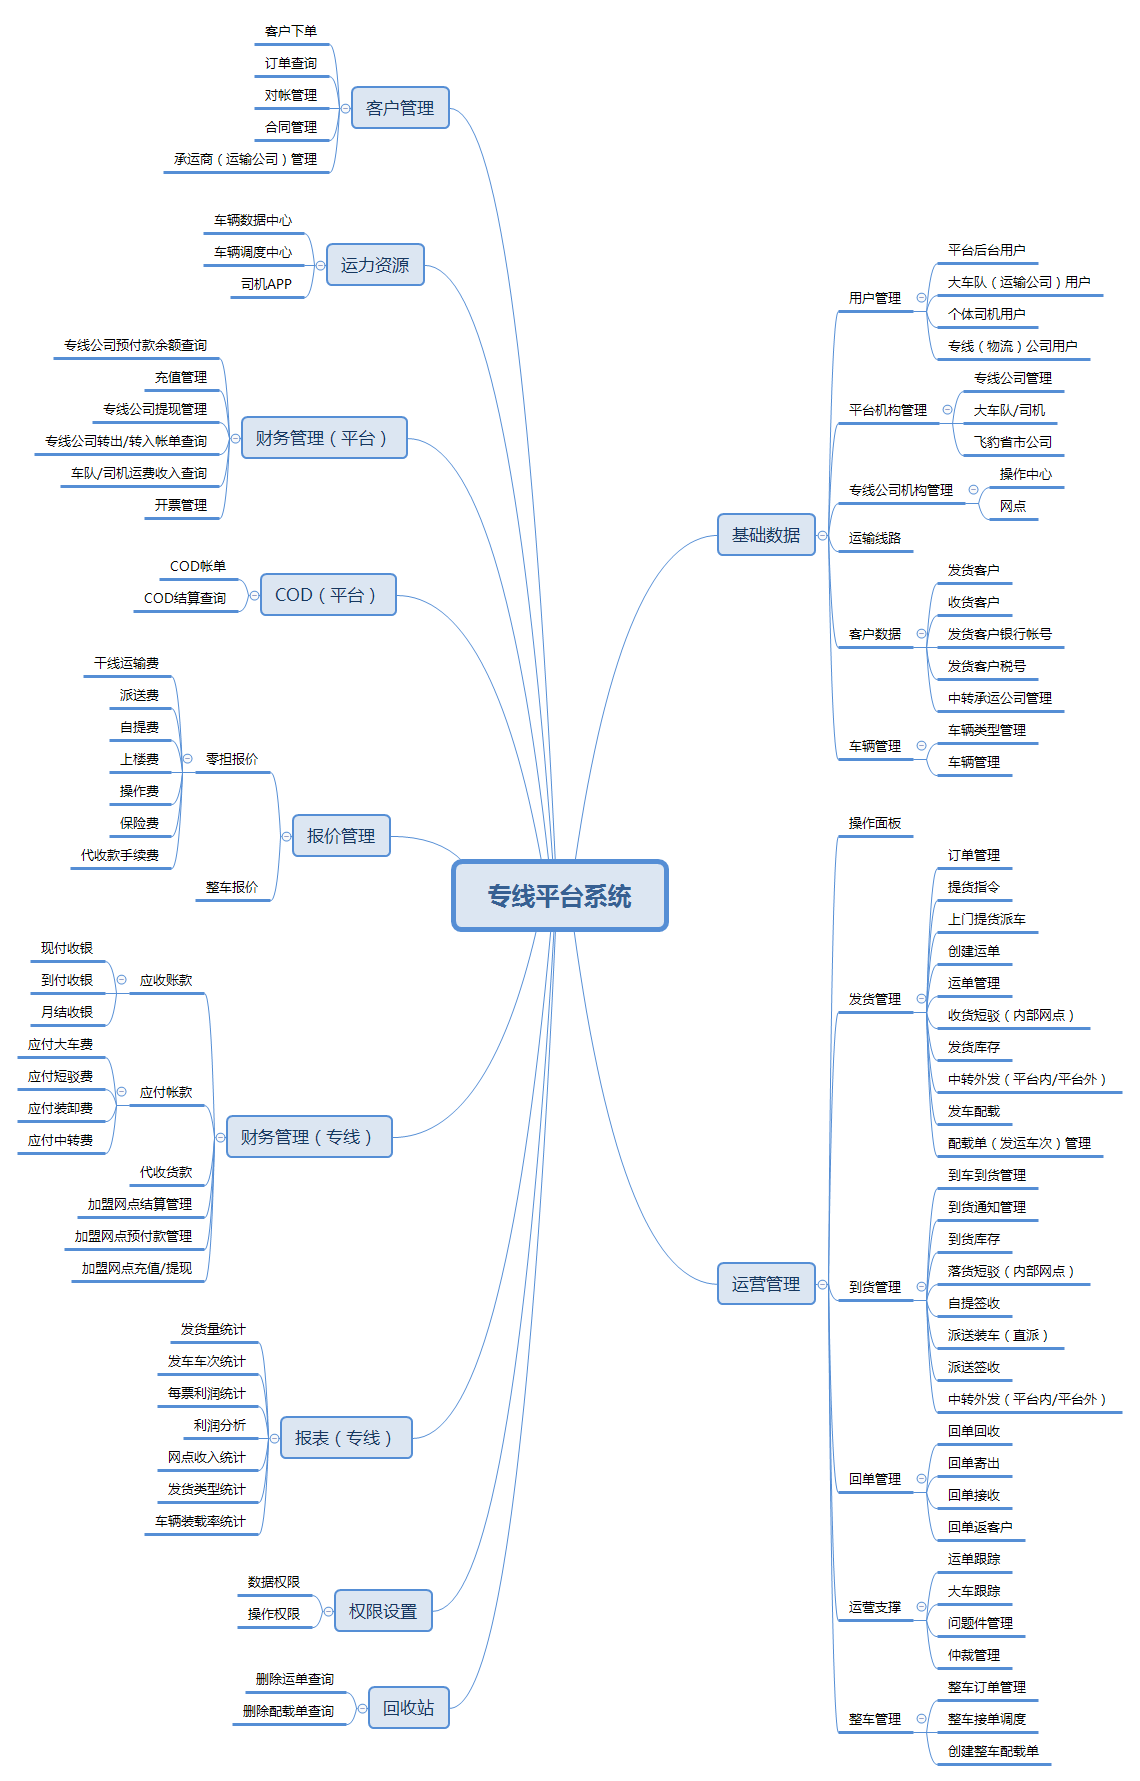 专线平台系统
客户管理
客户下单
订单查询
对帐管理
合同管理
承运商（运输公司）管理
运力资源
车辆数据中心
车辆调度中心
司机APP
财务管理（平台）
专线公司预付款余额查询
充值管理
专线公司提现管理
专线公司转出/转入帐单查询
车队/司机运费收入查询
开票管理
COD（平台）
COD帐单
COD结算查询
报价管理
零担报价
干线运输费
派送费
自提费
上楼费
操作费
保险费
代收款手续费
整车报价
财务管理（专线）
应收账款
现付收银
到付收银
月结收银
应付帐款
应付大车费
应付短驳费
应付装卸费
应付中转费
代收货款
加盟网点结算管理
加盟网点预付款管理
加盟网点充值/提现
报表（专线）
发货量统计
发车车次统计
每票利润统计
利润分析
网点收入统计
发货类型统计
车辆装载率统计
权限设置
数据权限
操作权限
回收站
删除运单查询
删除配载单查询
基础数据
用户管理
平台后台用户
大车队（运输公司）用户
个体司机用户
专线（物流）公司用户
平台机构管理
专线公司管理
大车队/司机
飞豹省市公司
专线公司机构管理
操作中心
网点
运输线路
客户数据
发货客户
收货客户
发货客户银行帐号
发货客户税号
中转承运公司管理
车辆管理
车辆类型管理
车辆管理
运营管理
操作面板
发货管理
订单管理
提货指令
上门提货派车
创建运单
运单管理
收货短驳（内部网点）
发货库存
中转外发（平台内/平台外）
发车配载
配载单（发运车次）管理
到货管理
到车到货管理
到货通知管理
到货库存
落货短驳（内部网点）
自提签收
派送装车（直派）
派送签收
中转外发（平台内/平台外）
回单管理
回单回收
回单寄出
回单接收
回单返客户
运营支撑
运单跟踪
大车跟踪
问题件管理
仲裁管理
整车管理
整车订单管理
整车接单调度
创建整车配载单